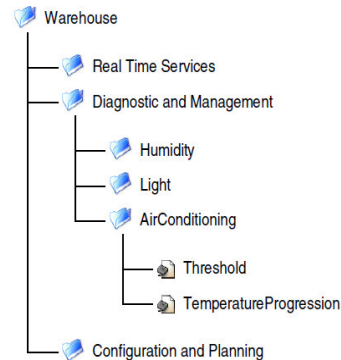 Warehouse
Real Time Services
Diagnostic and Management
Humidity
Light
AirConditioning
Threshold
TemperatureProgression
Configuration and Planning